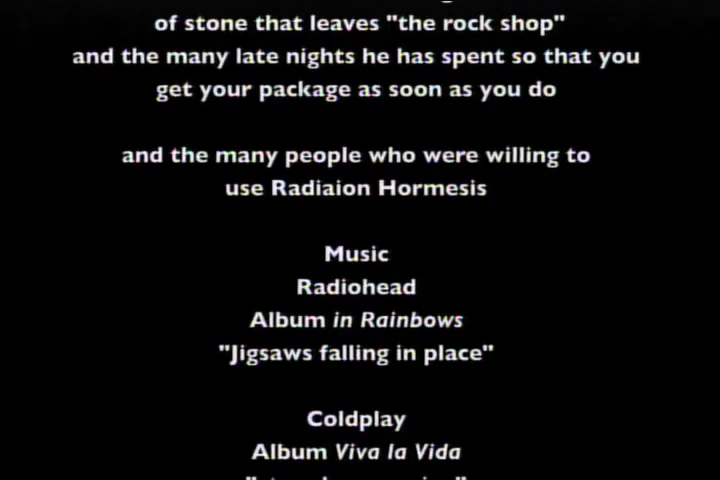 of stone that leaves "the rock shop"
and the many late nights he has spent so that you
get your package as soon as you do
and the many people who were willing to
use Radiaion Hormesis
Music
Radiohead
Album in Rainbows
"Jigsaws falling in place"
Coldplay
Album Viva la Vida